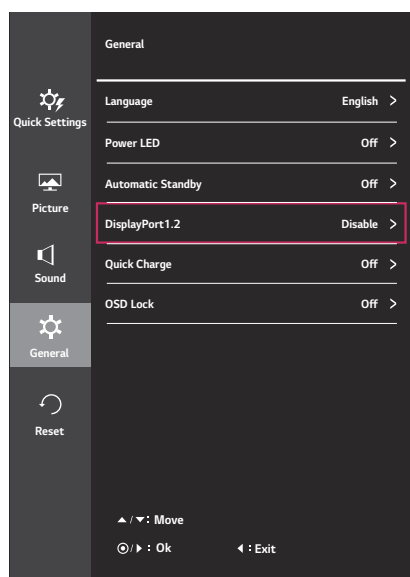 General
Language English >
Power LED Off >
Automatic Standby Off >
DisplayPort1.2 Disable >
Quick Charge Off >
OSD Lock Off >
Quick Settings
Picture
Sound
General
Reset
▲/▼: Move
◉/▶ : Ok ◀ : Exit